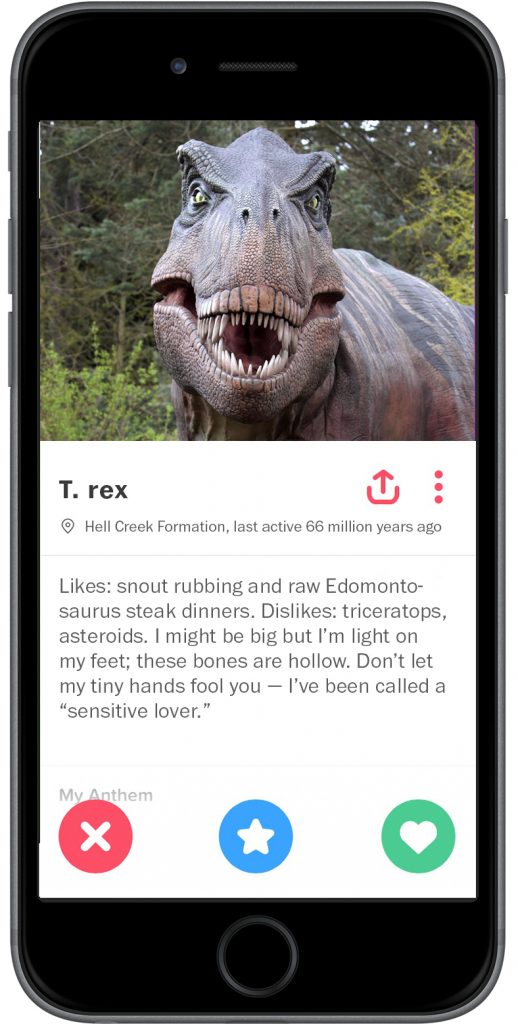 T. rex
Hell Creek Formation, last active 66 million years ago
Likes: snout rubbing and raw Edomonto-
saurus steak dinners. Dislikes: triceratops,
asteroids. I might be big but I’m light on
my feet; these bones are hollow. Don’t let
my tiny hands fool you — I’ve been called a
“sensitive lover.”
My Anthem